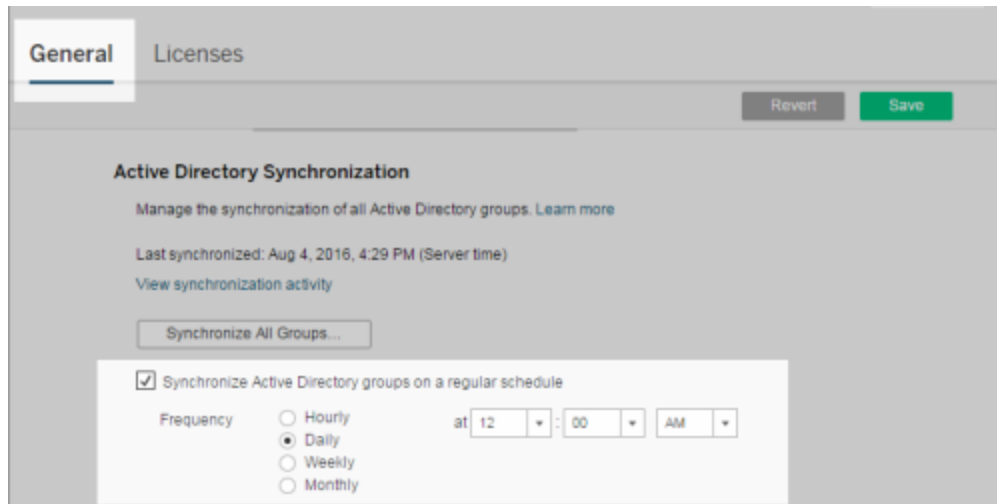 General Licenses
Revert Save
Active Directory Synchronization
Manage the synchronization of all Active Directory groups. Learn more
Last synchronized: Aug 4, 2016, 4:29 PM (Server time)
View synchronization activity
Synchronize All Groups...
Synchronize Active Directory groups on a regular schedule
Frequency Hourly at 12 : 00 AM
Daily
Weekly
Monthly